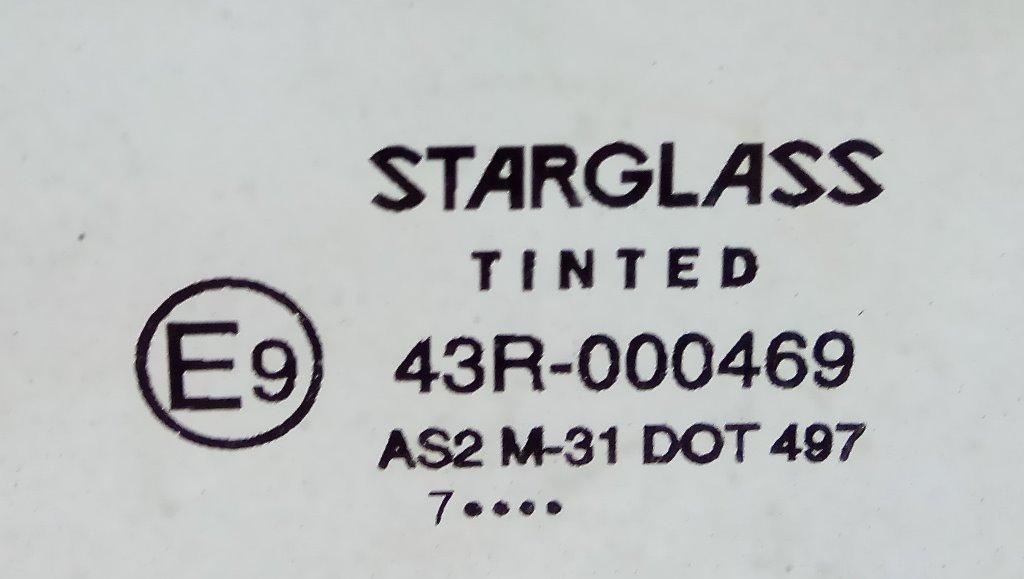 STARGLASS
TINTED
E9 43R-000469
AS2 M-31 DOT 497
7••••